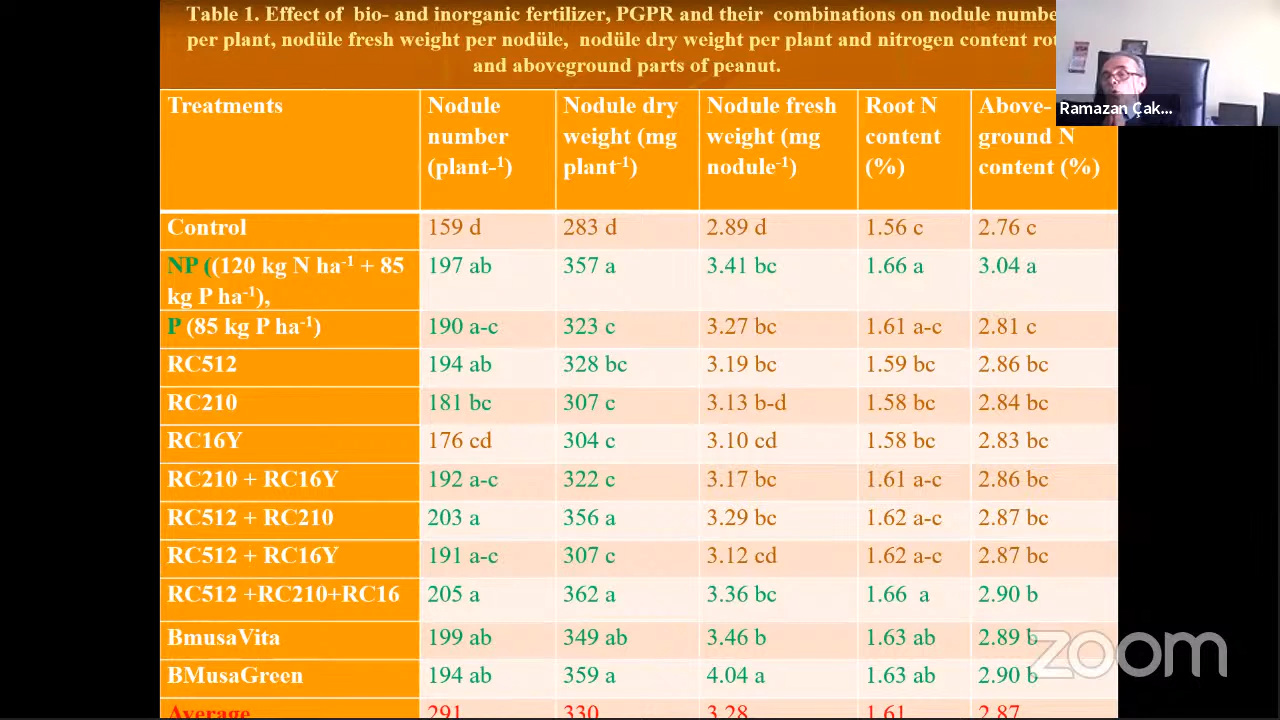 Table 1. Effect of bio- and inorganic fertilizer, PGPR and their combinations on nodule numbe
per plant, nodüle fresh weight per nodüle, nodüle dry weight per plant and nitrogen content rot
and aboveground parts of peanut.
Ramazan Çak...
Treatments Nodule number (plant-¹) Nodule dry weight (mg plant⁻¹) Nodule fresh weight (mg nodule⁻¹) Root N content (%) Above-ground N content (%)
Control 159 d 283 d 2.89 d 1.56 c 2.76 c
NP ((120 kg N ha⁻¹ + 85 kg P ha⁻¹), 197 ab 357 a 3.41 bc 1.66 a 3.04 a
P (85 kg P ha⁻¹) 190 a-c 323 c 3.27 bc 1.61 a-c 2.81 c
RC512 194 ab 328 bc 3.19 bc 1.59 bc 2.86 bc
RC210 181 bc 307 c 3.13 b-d 1.58 bc 2.84 bc
RC16Y 176 cd 304 c 3.10 cd 1.58 bc 2.83 bc
RC210 + RC16Y 192 a-c 322 c 3.17 bc 1.61 a-c 2.86 bc
RC512 + RC210 203 a 356 a 3.29 bc 1.62 a-c 2.87 bc
RC512 + RC16Y 191 a-c 307 c 3.12 cd 1.62 a-c 2.87 bc
RC512 +RC210+RC16 205 a 362 a 3.36 bc 1.66 a 2.90 b
BmusaVita 199 ab 349 ab 3.46 b 1.63 ab 2.89 b
BMusaGreen 194 ab 359 a 4.04 a 1.63 ab 2.90 b
Average 291 330 3.28 1.61 2.87
zoom